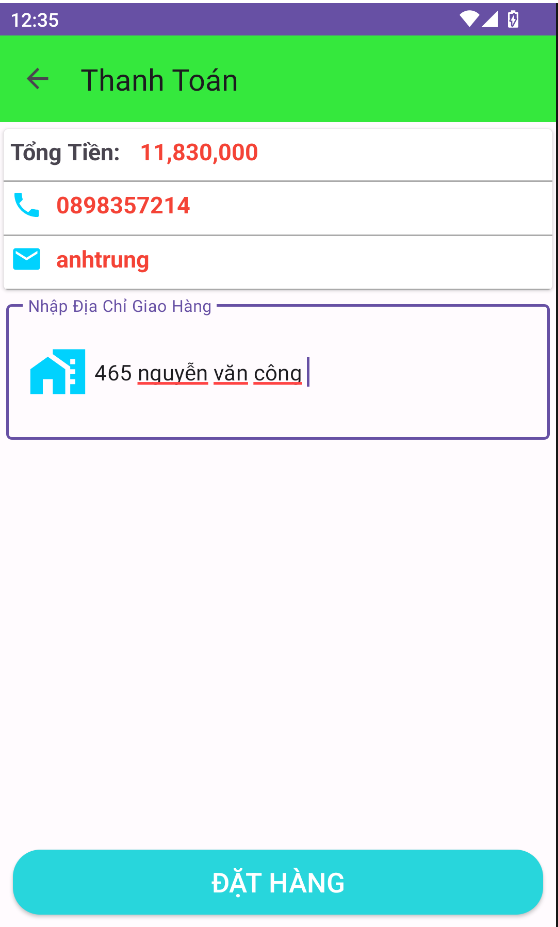 12:35
Thanh Toán
Tổng Tiền: 11,830,000
0898357214
anhtrung
Nhập Địa Chỉ Giao Hàng
465 nguyễn văn công
ĐẶT HÀNG